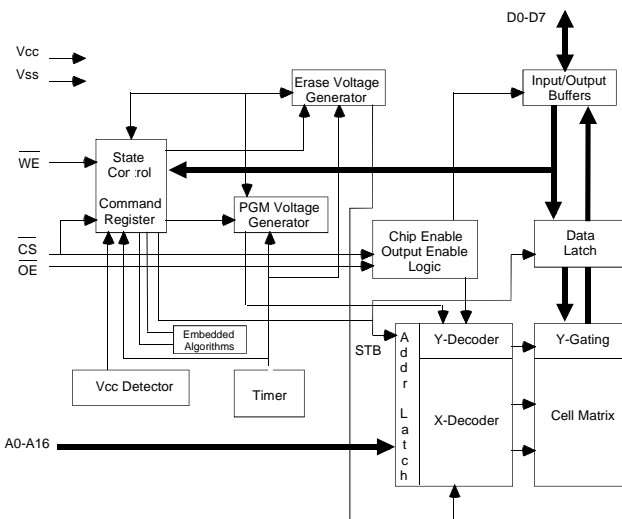 D0-D7
Vcc
Vss
Erase Voltage
Generator
Input/Output
Buffers
WE
State
Control
Command
Register
PGM Voltage
Generator
CS
OE
Chip Enable
Output Enable
Logic
Data
Latch
Embedded
Algorithms
STB
Addr Latch
Y-Decoder
Y-Gating
Vcc Detector
Timer
X-Decoder
Cell Matrix
A0-A16